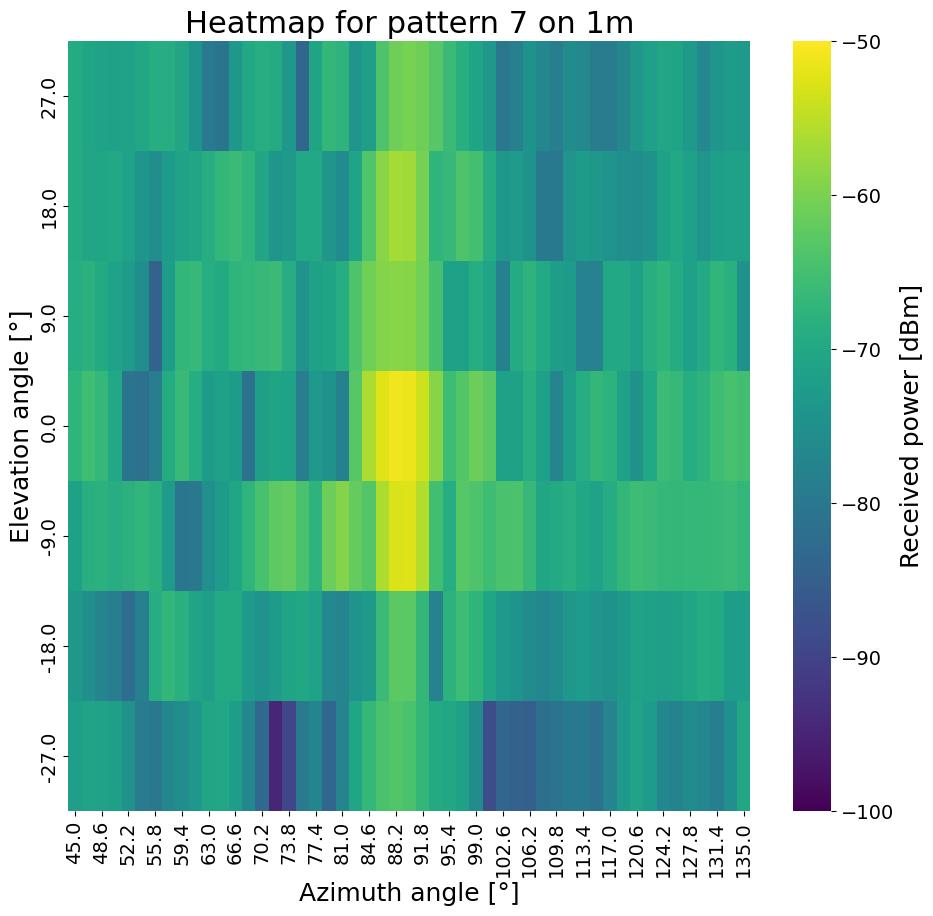 Heatmap for pattern 7 on 1m
Elevation angle [°]
27.0
18.0
9.0
0.0
-9.0
-18.0
-27.0
45.0 48.6 52.2 55.8 59.4 63.0 66.6 70.2 73.8 77.4 81.0 84.6 88.2 91.8 95.4 99.0 102.6 106.2 109.8 113.4 117.0 120.6 124.2 127.8 131.4 135.0
Azimuth angle [°]
−50
−60
−70
−80
−90
−100
Received power [dBm]